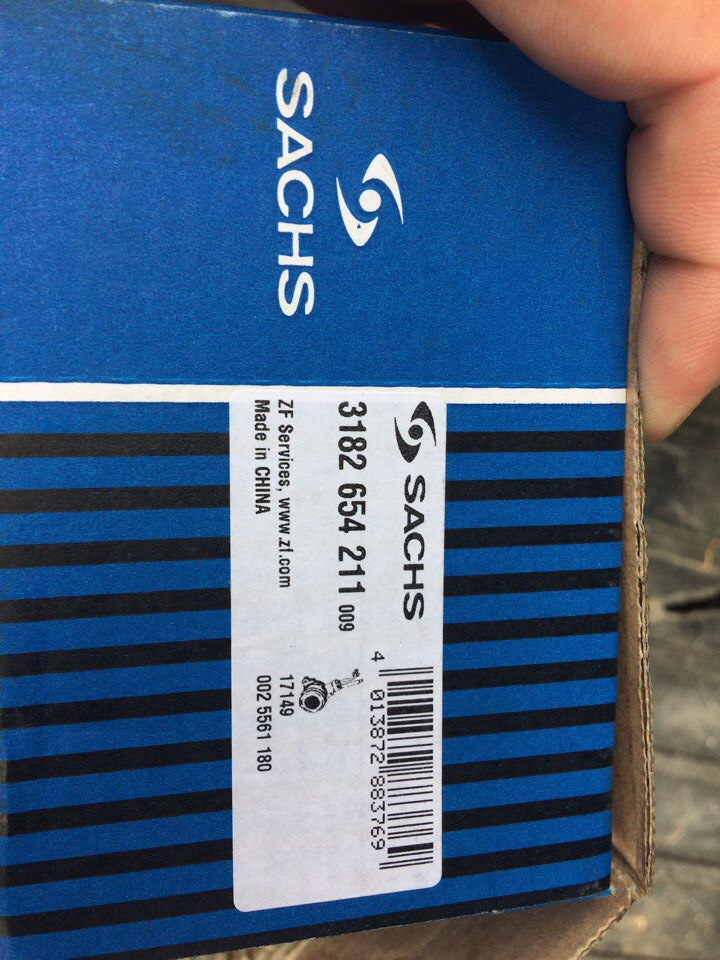 SACHS
SACHS
3182 654 211 009
ZF Services, www.zf.com
Made in CHINA
4 013872 883769
17149
002 5561 180